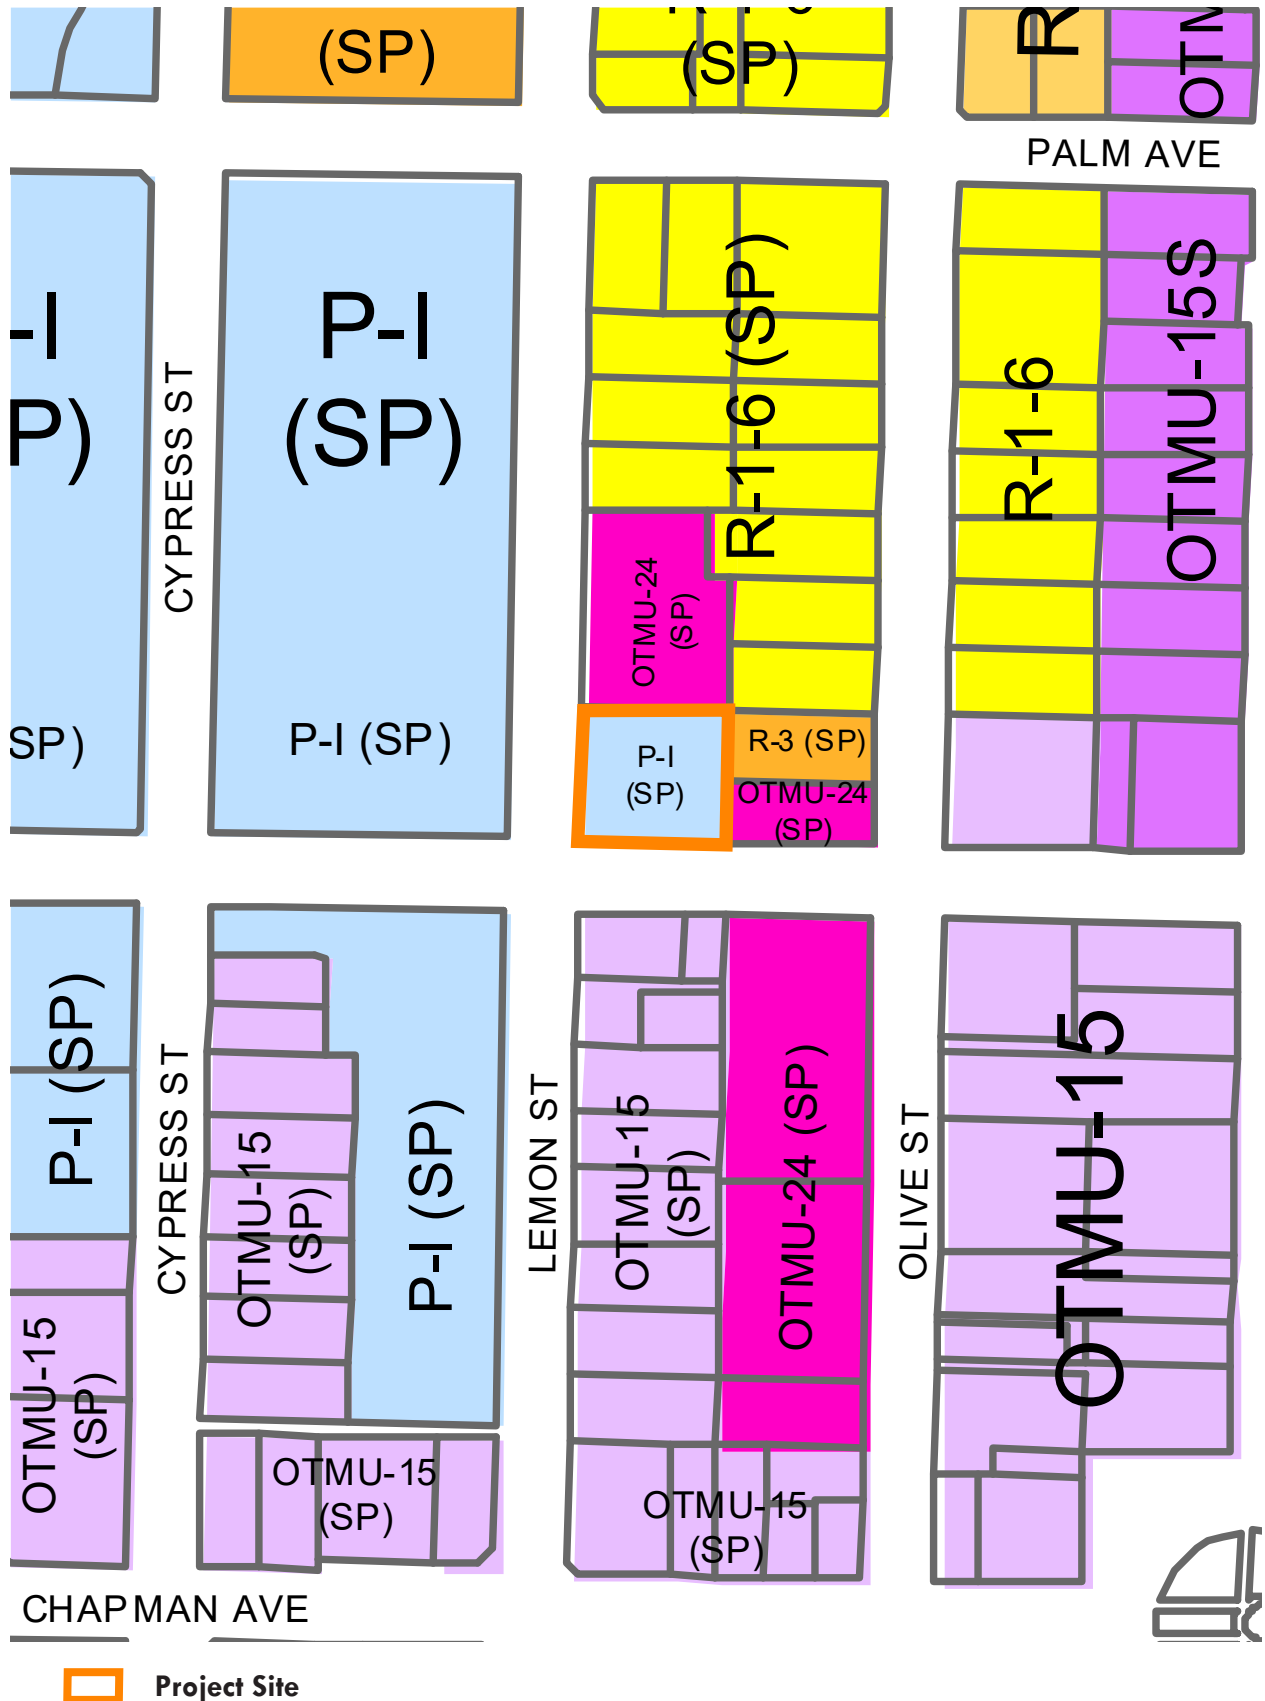 (SP)
(SP)
R
OTM
PALM AVE
-I
P)
SP)
CYPRESS ST
P-I
(SP)
P-I (SP)
R-1-6 (SP)
OTMU-24
(SP)
P-I
(SP)
R-3 (SP)
OTMU-24
(SP)
R-1-6
OTMU-15S
P-I (SP)
OTMU-15
(SP)
CYPRESS ST
OTMU-15
(SP)
P-I (SP)
OTMU-15
(SP)
LEMON ST
OTMU-15
(SP)
OTMU-24 (SP)
OTMU-15
(SP)
OLIVE ST
OTMU-15
CHAPMAN AVE
Project Site